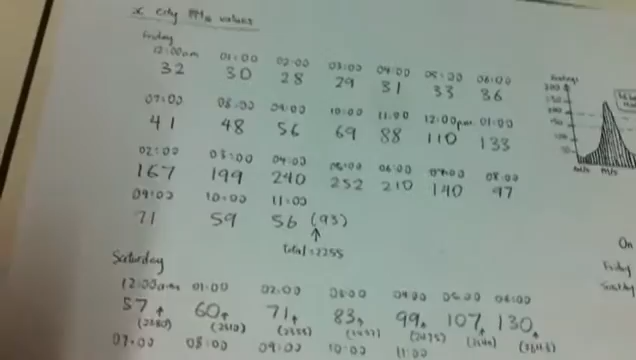 x City PM10 values
Friday
12:00am 01:00 02:00 03:00 04:00 05:00 06:00
32 30 28 29 31 33 36
07:00 08:00 09:00 10:00 11:00 12:00pm 01:00
41 48 56 69 88 110 133
02:00 03:00 04:00 05:00 06:00 07:00 08:00
167 199 240 252 210 140 97
09:00 10:00 11:00
71 59 56 (93)
total=2255
Saturday
12:00am 01:00 02:00 03:00 04:00 05:00 06:00
57 60 71 83 99 107 130
07:00 08:00 09:00 10:00 11:00
On
Friday